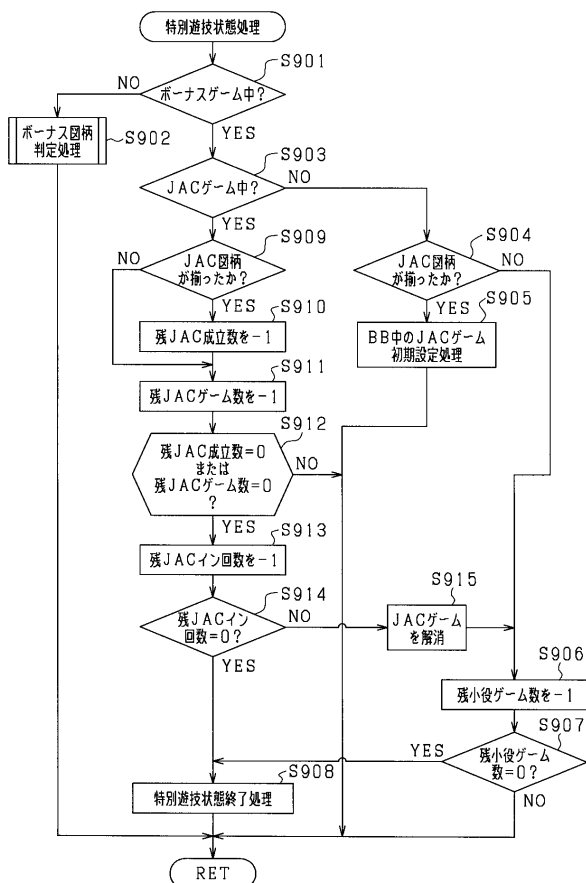 特別遊技状態処理
S901
ボーナスゲーム中?
NO
YES
S902
ボーナス図柄
判定処理
S903
JACゲーム中?
NO
YES
S909
JAC図柄
が揃ったか?
NO
YES
S904
JAC図柄
が揃ったか?
NO
YES
S910
残JAC成立数を-1
S905
BB中のJACゲーム
初期設定処理
S911
残JACゲーム数を-1
S912
残JAC成立数=0
または
残JACゲーム数=0
?
NO
YES
S913
残JACイン回数を-1
S914
残JACイン
回数=0?
NO
YES
S915
JACゲーム
を解消
S906
残小役ゲーム数を-1
S907
残小役ゲーム
数=0?
YES
NO
S908
特別遊技状態終了処理
RET